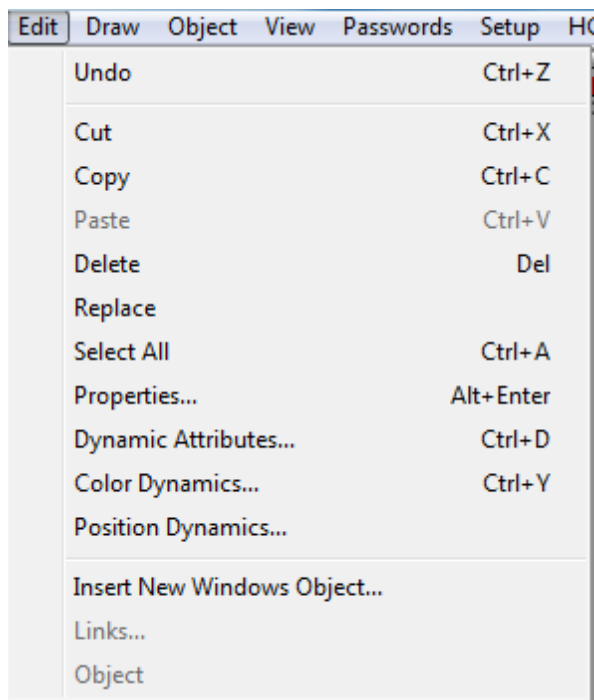 Edit Draw Object View Passwords Setup
Undo Ctrl+Z
Cut Ctrl+X
Copy Ctrl+C
Paste Ctrl+V
Delete Del
Replace
Select All Ctrl+A
Properties... Alt+Enter
Dynamic Attributes... Ctrl+D
Color Dynamics... Ctrl+Y
Position Dynamics...
Insert New Windows Object...
Links...
Object